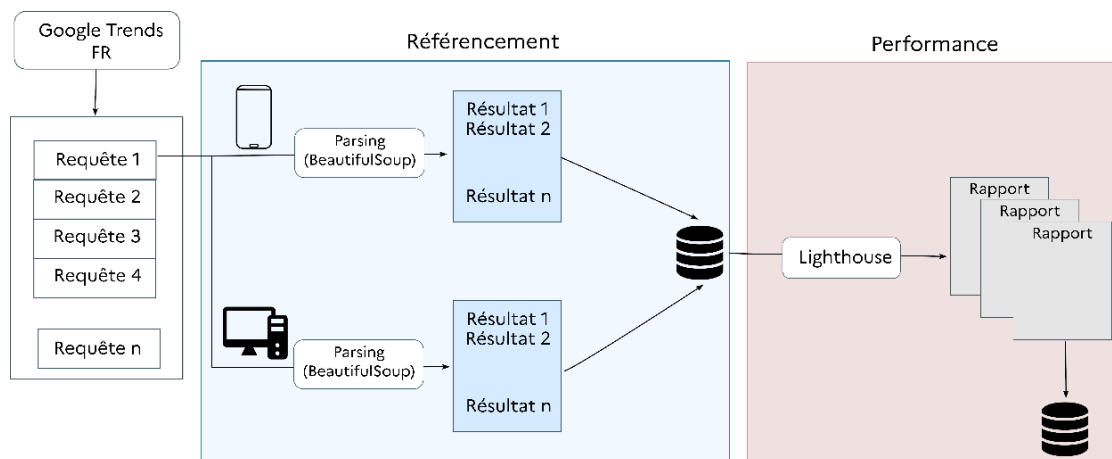 Google Trends
FR
Référencement
Performance
Requête 1
Requête 2
Requête 3
Requête 4
Requête n
Parsing
(BeautifulSoup)
Résultat 1
Résultat 2
Résultat n
Parsing
(BeautifulSoup)
Résultat 1
Résultat 2
Résultat n
Lighthouse
Rapport
Rapport
Rapport